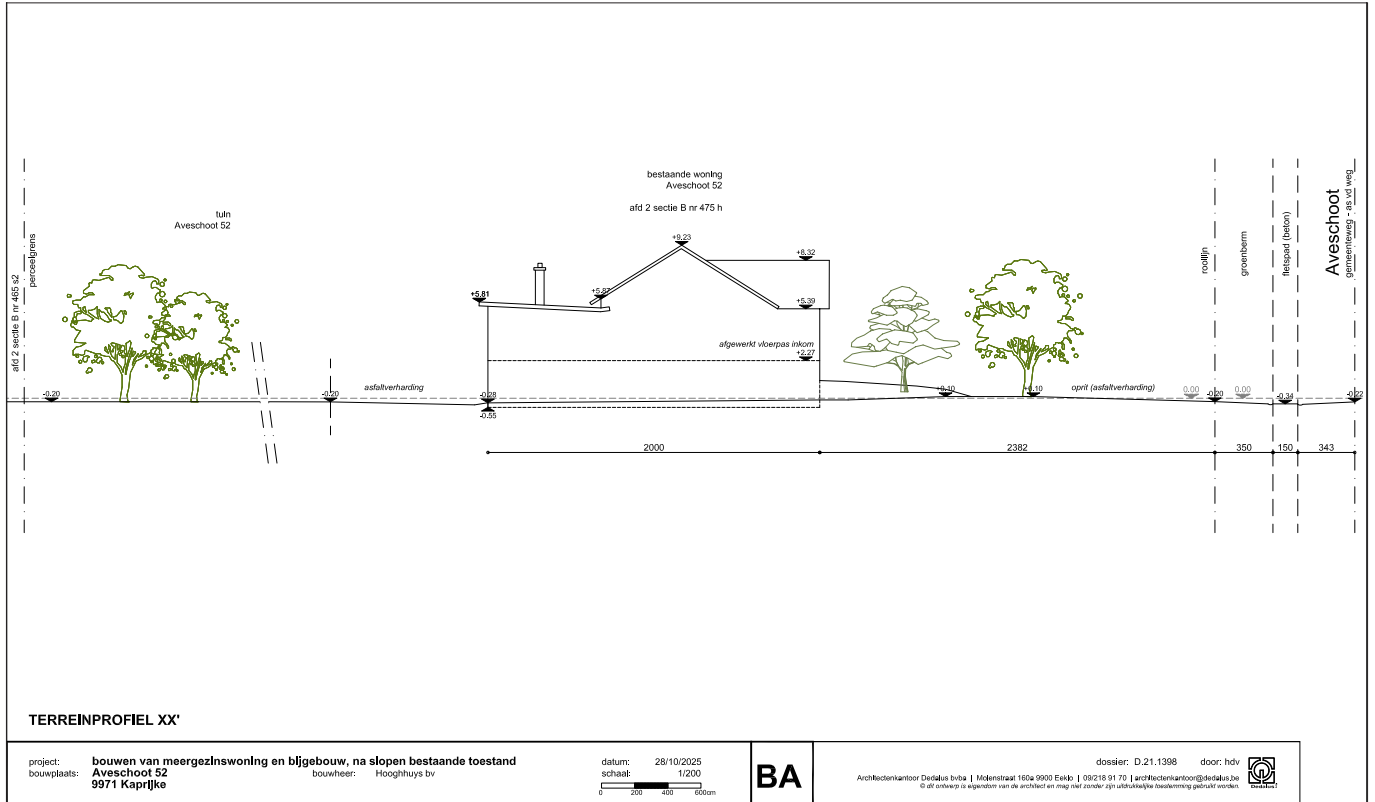 bestaande woning
Aveschoot 52
afd 2 sectie B nr 475 h
tuin
Aveschoot 52
afd 2 sectie B nr 465 s2
perceelgrens
rooilijn
groenberm
fietspad (beton)
Aveschoot
gemeenteweg - as vd weg
+9,23
+8,32
+5.81
+5,87
+5,39
afgewerkt vloerpas inkom
+2,27
-0,20
-0,20
asfaltverharding
-0,28
-0,55
+0,10
+0,10
oprit (asfaltverharding)
0,00
-0,20
0,00
-0,34
-0,22
2000
2382
350
150
343
TERREINPROFIEL XX'
project: bouwen van meergezinswoning en bijgebouw, na slopen bestaande toestand
bouwplaats: Aveschoot 52
bouwheer: Hooghhuys bv
9971 Kaprijke
datum: 28/10/2025
schaal: 1/200
0 200 400 600cm
BA
dossier: D.21.1398 door: hdv
Architectenkantoor Dedalus bvba | Molenstraat 160a 9900 Eeklo | 09/218 91 70 | architectenkantoor@dedalus.be
© dit ontwerp is eigendom van de architect en mag niet zonder zijn uitdrukkelijke toestemming gebruikt worden.
Dedalus